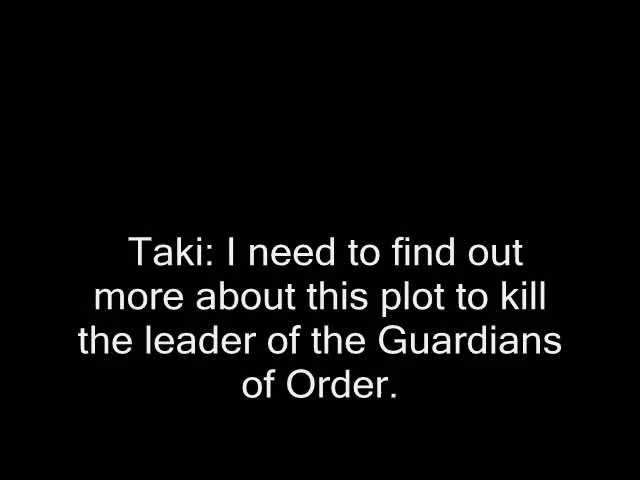 Taki: I need to find out
more about this plot to kill
the leader of the Guardians
of Order.